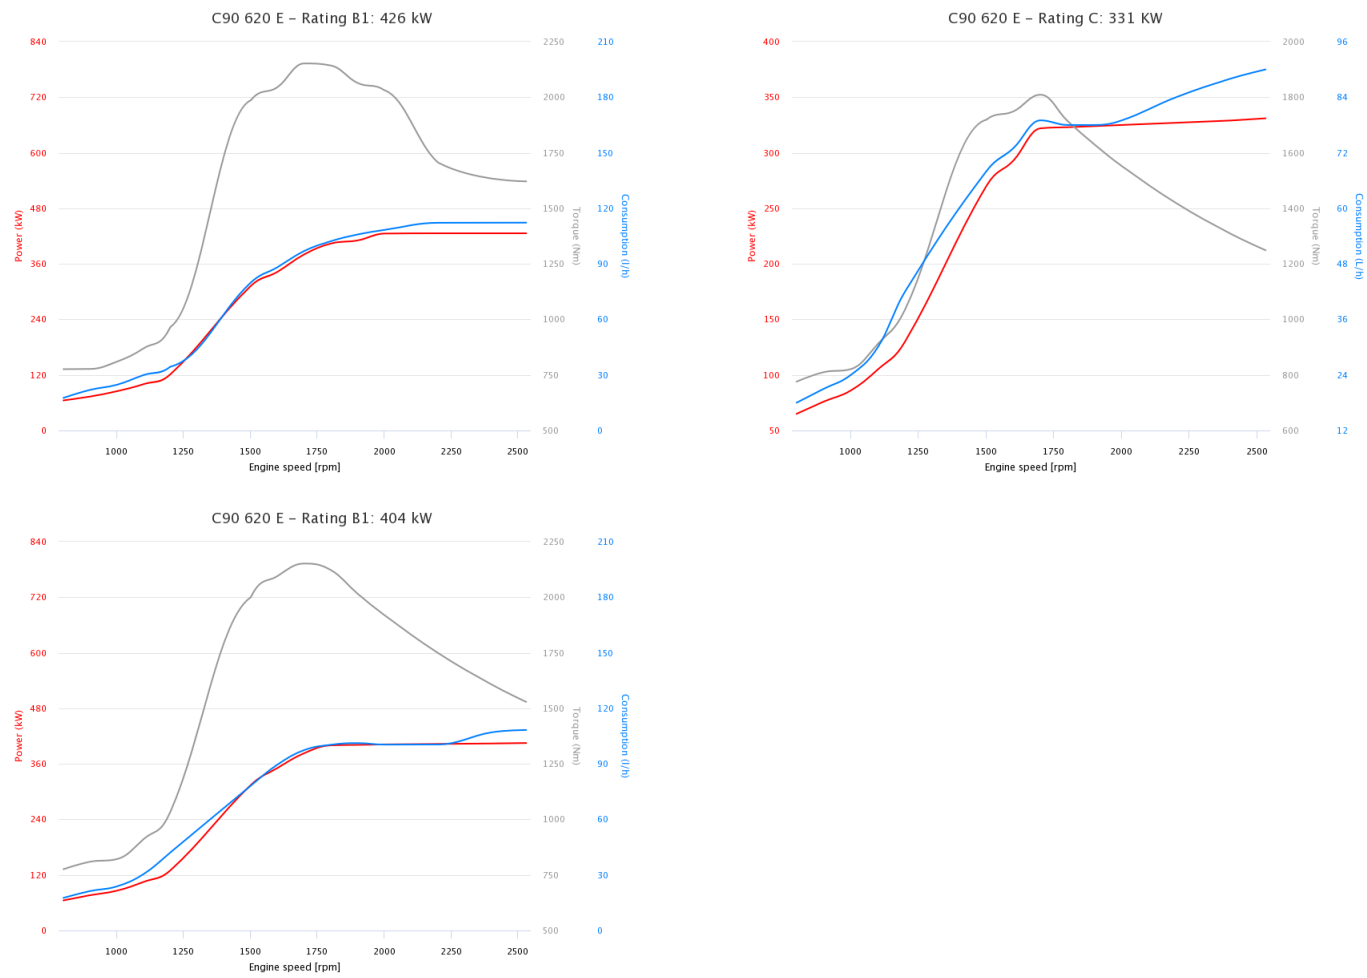 C90 620 E – Rating B1: 426 kW
840 2250 210
720 2000 180
600 1750 150
480 1500 120
360 1250 90
240 1000 60
120 750 30
0 500 0
Power (kW)
Torque (Nm)
Consumption (l/h)
1000 1250 1500 1750 2000 2250 2500
Engine speed [rpm]
C90 620 E – Rating C: 331 KW
400 2000 96
350 1800 84
300 1600 72
250 1400 60
200 1200 48
150 1000 36
100 800 24
50 600 12
Power (kW)
Torque (Nm)
Consumption (L/h)
1000 1250 1500 1750 2000 2250 2500
Engine speed [rpm]
C90 620 E – Rating B1: 404 kW
840 2250 210
720 2000 180
600 1750 150
480 1500 120
360 1250 90
240 1000 60
120 750 30
0 500 0
Power (kW)
Torque (Nm)
Consumption (l/h)
1000 1250 1500 1750 2000 2250 2500
Engine speed [rpm]